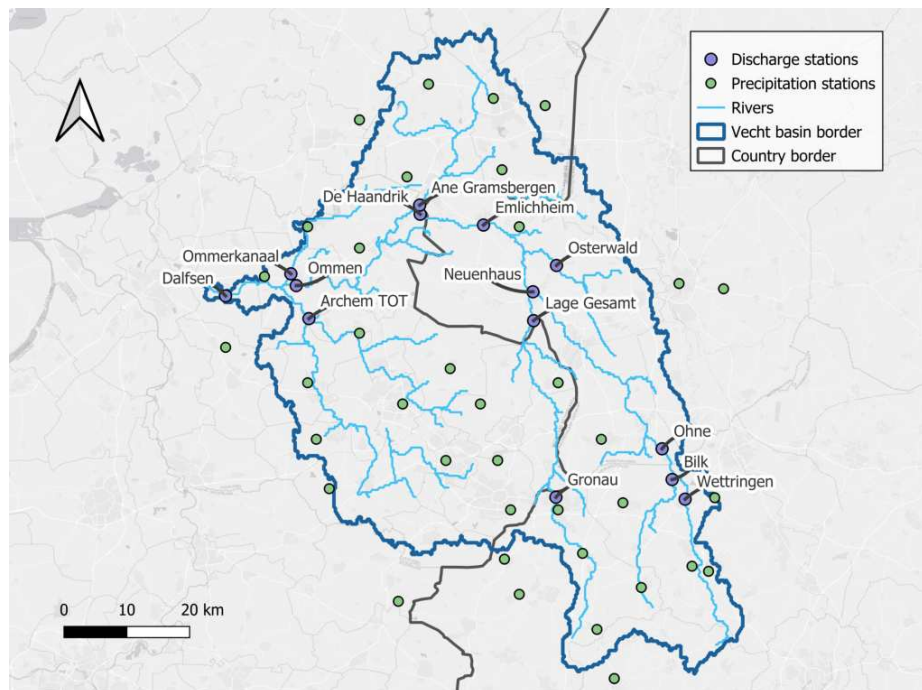 Discharge stations
Precipitation stations
Rivers
Vecht basin border
Country border
De Haandrik
Ane Gramsbergen
Emlichheim
Ommerkanaal
Ommen
Dalfsen
Archem TOT
Osterwald
Neuenhaus
Lage Gesamt
Ohne
Bilk
Wettringen
Gronau
0 10 20 km